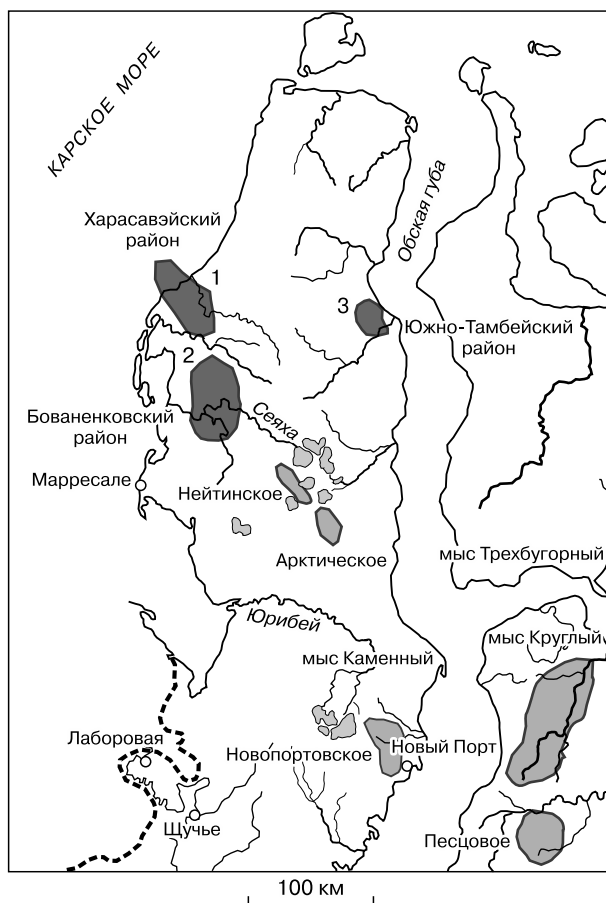 КАРСКОЕ МОРЕ
Обская губа
Харасавэйский
район
1
3
Южно-Тамбейский
район
2
Бованенковский
район
Сеяха
Марресале
Нейтинское
Арктическое
мыс Трехбугорный
Юрибей
мыс Круглый
мыс Каменный
Лаборовая
Новопортовское
Новый Порт
Щучье
Песцовое
100 км